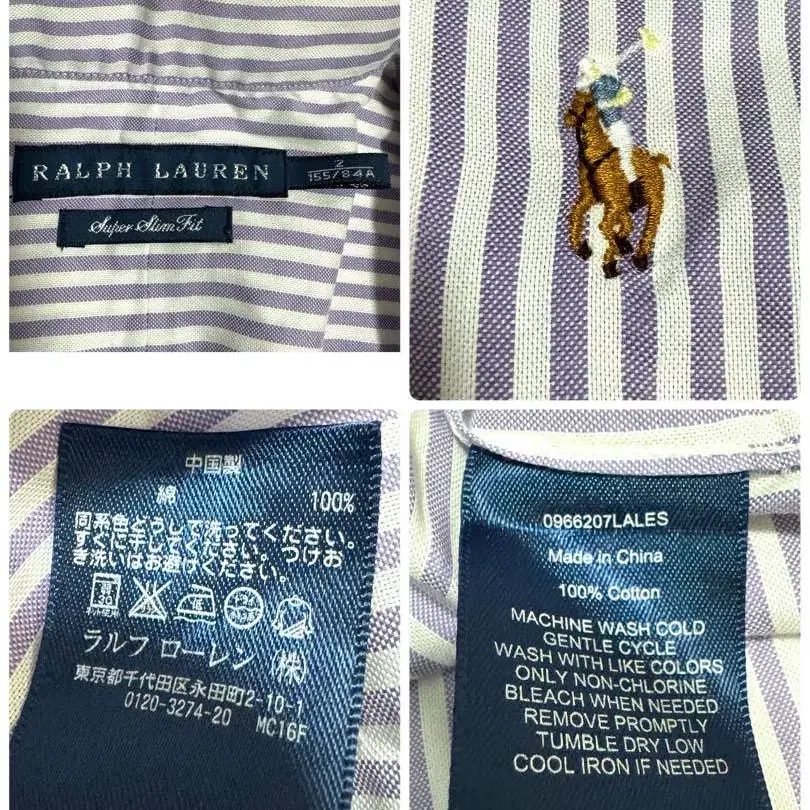 RALPH LAUREN
2
155/84A
Super Slim Fit
中国製
綿 100%
同系色どうしで洗ってください。
すぐに干してください。つけお
き洗いはお避けください。
ラルフ ローレン (株)
東京都千代田区永田町2-10-1
0120-3274-20 MC16F
0966207LALES
Made in China
100% Cotton
MACHINE WASH COLD
GENTLE CYCLE
WASH WITH LIKE COLORS
ONLY NON-CHLORINE
BLEACH WHEN NEEDED
REMOVE PROMPTLY
TUMBLE DRY LOW
COOL IRON IF NEEDED